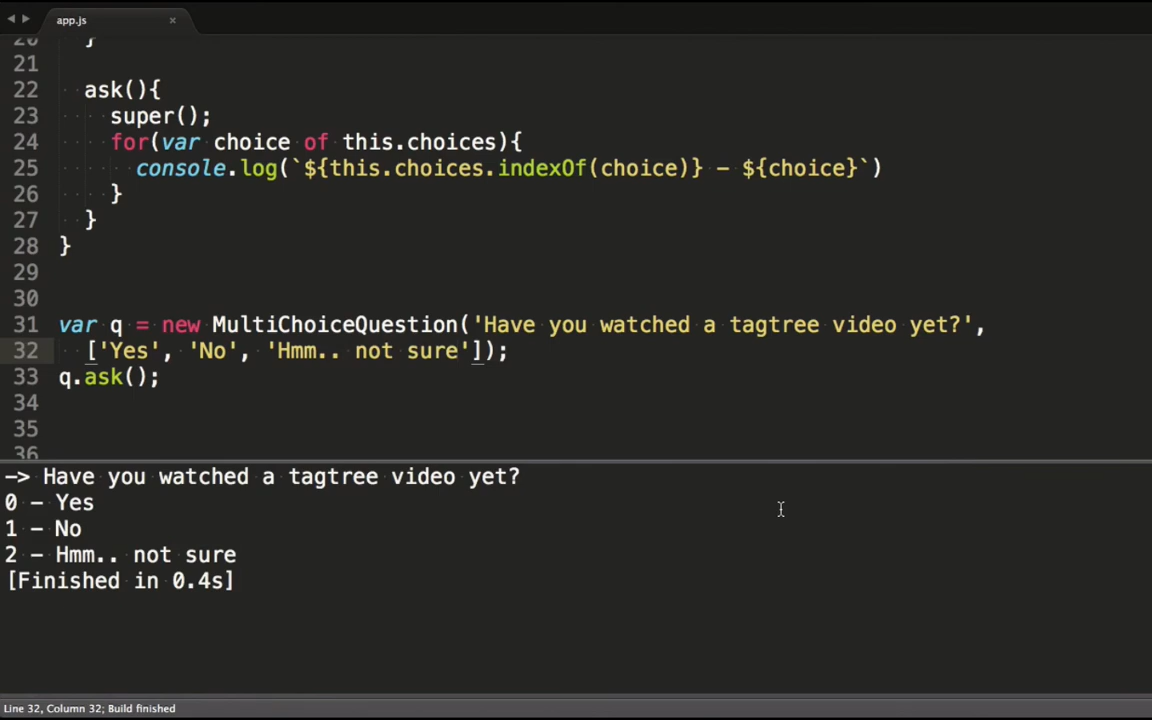 app.js ×
20 }
21
22 ask(){
23 super();
24 for(var choice of this.choices){
25 console.log(`${this.choices.indexOf(choice)} - ${choice}`)
26 }
27 }
28 }
29
30
31 var q = new MultiChoiceQuestion('Have you watched a tagtree video yet?',
32 ['Yes', 'No', 'Hmm.. not sure']);
33 q.ask();
34
35
36
-> Have you watched a tagtree video yet?
0 - Yes
1 - No
2 - Hmm.. not sure
[Finished in 0.4s]
Line 32, Column 32; Build finished